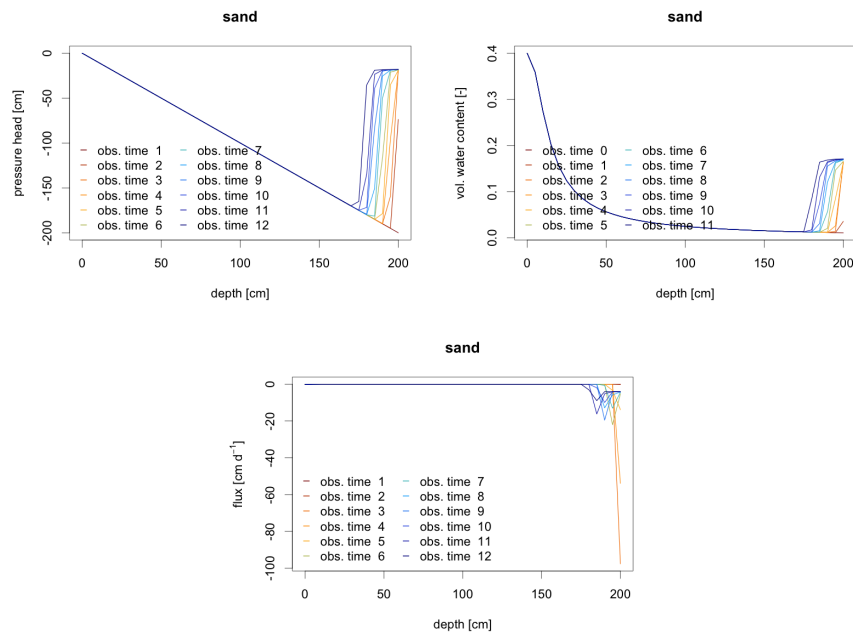 sand
pressure head [cm]
0
-50
-100
-150
-200
obs. time 1
obs. time 2
obs. time 3
obs. time 4
obs. time 5
obs. time 6
obs. time 7
obs. time 8
obs. time 9
obs. time 10
obs. time 11
obs. time 12
0 50 100 150 200
depth [cm]
sand
vol. water content [-]
0.4
0.3
0.2
0.1
0.0
obs. time 0
obs. time 1
obs. time 2
obs. time 3
obs. time 4
obs. time 5
obs. time 6
obs. time 7
obs. time 8
obs. time 9
obs. time 10
obs. time 11
0 50 100 150 200
depth [cm]
sand
flux [cm d⁻¹]
0
-20
-40
-60
-80
-100
obs. time 1
obs. time 2
obs. time 3
obs. time 4
obs. time 5
obs. time 6
obs. time 7
obs. time 8
obs. time 9
obs. time 10
obs. time 11
obs. time 12
0 50 100 150 200
depth [cm]